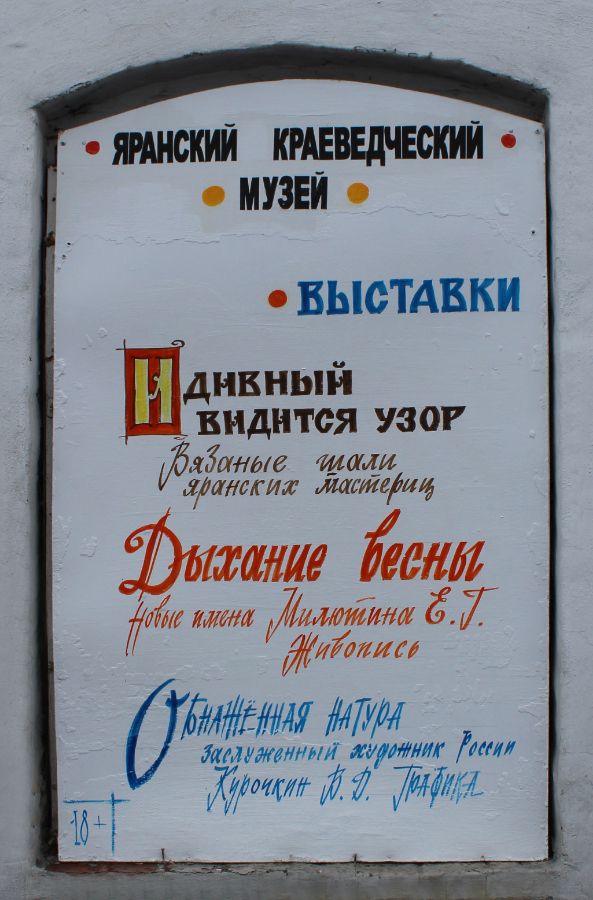 ЯРАНСКИЙ КРАЕВЕДЧЕСКИЙ
МУЗЕЙ
ВЫСТАВКИ
И ДИВНЫЙ
ВИДИТСЯ УЗОР
Вязаные шали
яранских мастериц
Дыхание весны
Новые имена Милютина Е.Г.
Живопись
ОБНАЖЁННАЯ НАТУРА
Заслуженный художник России
Курочкин В.Д. ГРАФИКА
18+